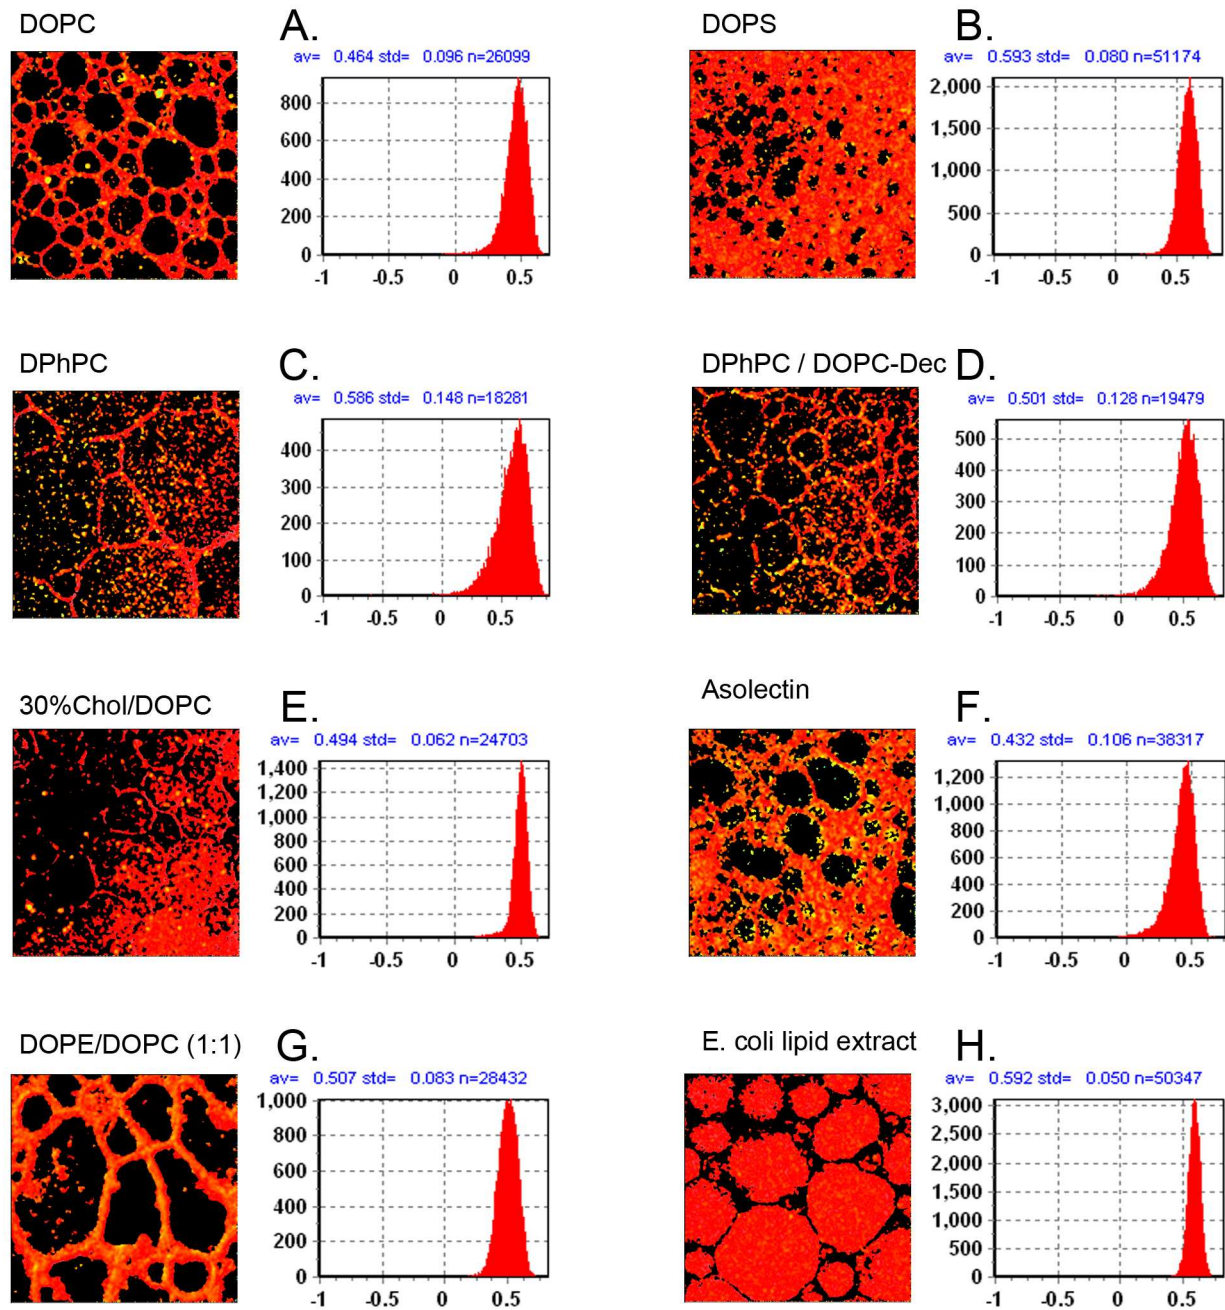 DOPC A.
av= 0.464 std= 0.096 n=26099
800
600
400
200
0
-1 -0.5 0 0.5
DOPS B.
av= 0.593 std= 0.080 n=51174
2,000
1,500
1,000
500
0
-1 -0.5 0 0.5
DPhPC C.
av= 0.586 std= 0.148 n=18281
400
300
200
100
0
-1 -0.5 0 0.5
DPhPC / DOPC-Dec D.
av= 0.501 std= 0.128 n=19479
500
400
300
200
100
0
-1 -0.5 0 0.5
30%Chol/DOPC E.
av= 0.494 std= 0.062 n=24703
1,400
1,200
1,000
800
600
400
200
0
-1 -0.5 0 0.5
Asolectin F.
av= 0.432 std= 0.106 n=38317
1,200
1,000
800
600
400
200
0
-1 -0.5 0 0.5
DOPE/DOPC (1:1) G.
av= 0.507 std= 0.083 n=28432
1,000
800
600
400
200
0
-1 -0.5 0 0.5
E. coli lipid extract H.
av= 0.592 std= 0.050 n=50347
3,000
2,500
2,000
1,500
1,000
500
0
-1 -0.5 0 0.5